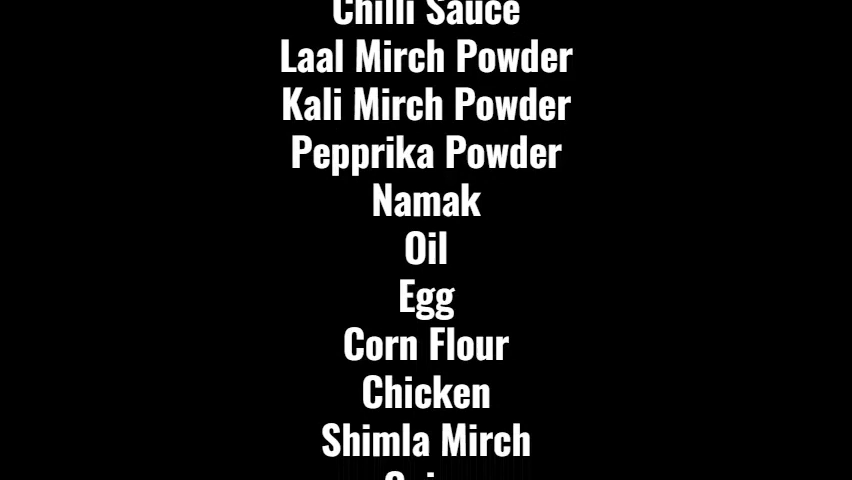 Chilli Sauce
Laal Mirch Powder
Kali Mirch Powder
Pepprika Powder
Namak
Oil
Egg
Corn Flour
Chicken
Shimla Mirch